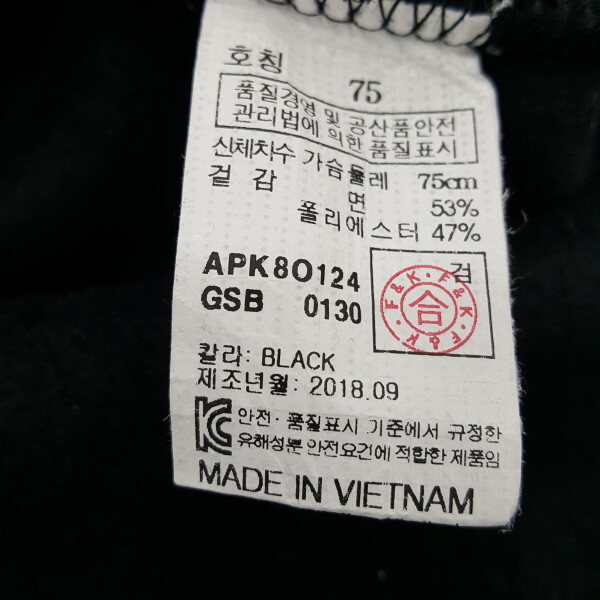 호칭 75
품질경영 및 공산품안전
관리법에 의한 품질표시
신체치수 가슴둘레 75cm
겉감 면 53%
폴리에스터 47%
APK8O124
GSB 0130
검
合
F&K · F&K · F&K ·
칼라: BLACK
제조년월: 2018.09
안전·품질표시 기준에서 규정한
유해성분 안전요건에 적합한 제품임
MADE IN VIETNAM